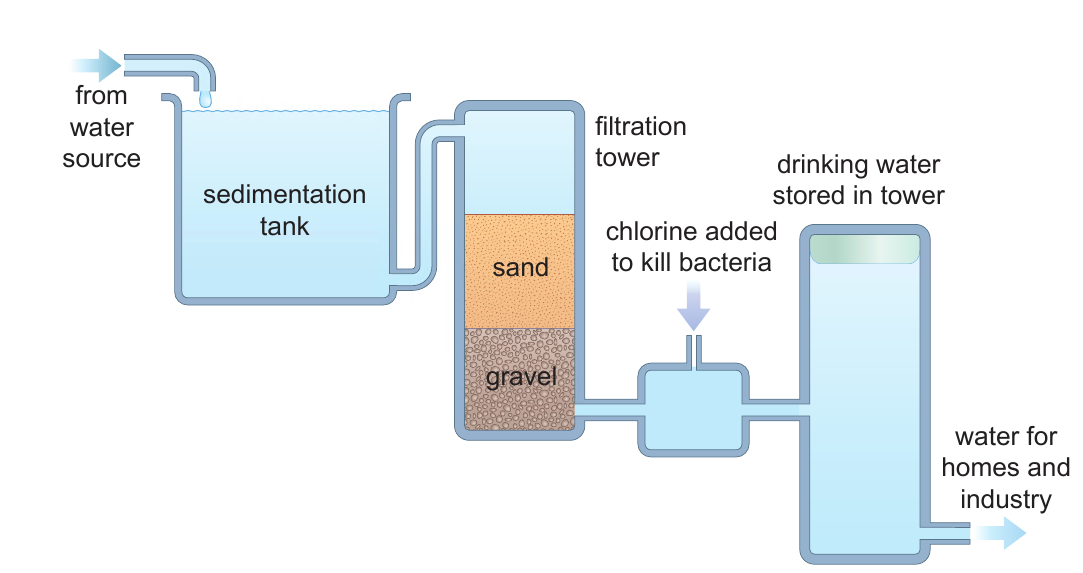 from
water
source
sedimentation
tank
filtration
tower
sand
gravel
chlorine added
to kill bacteria
drinking water
stored in tower
water for
homes and
industry